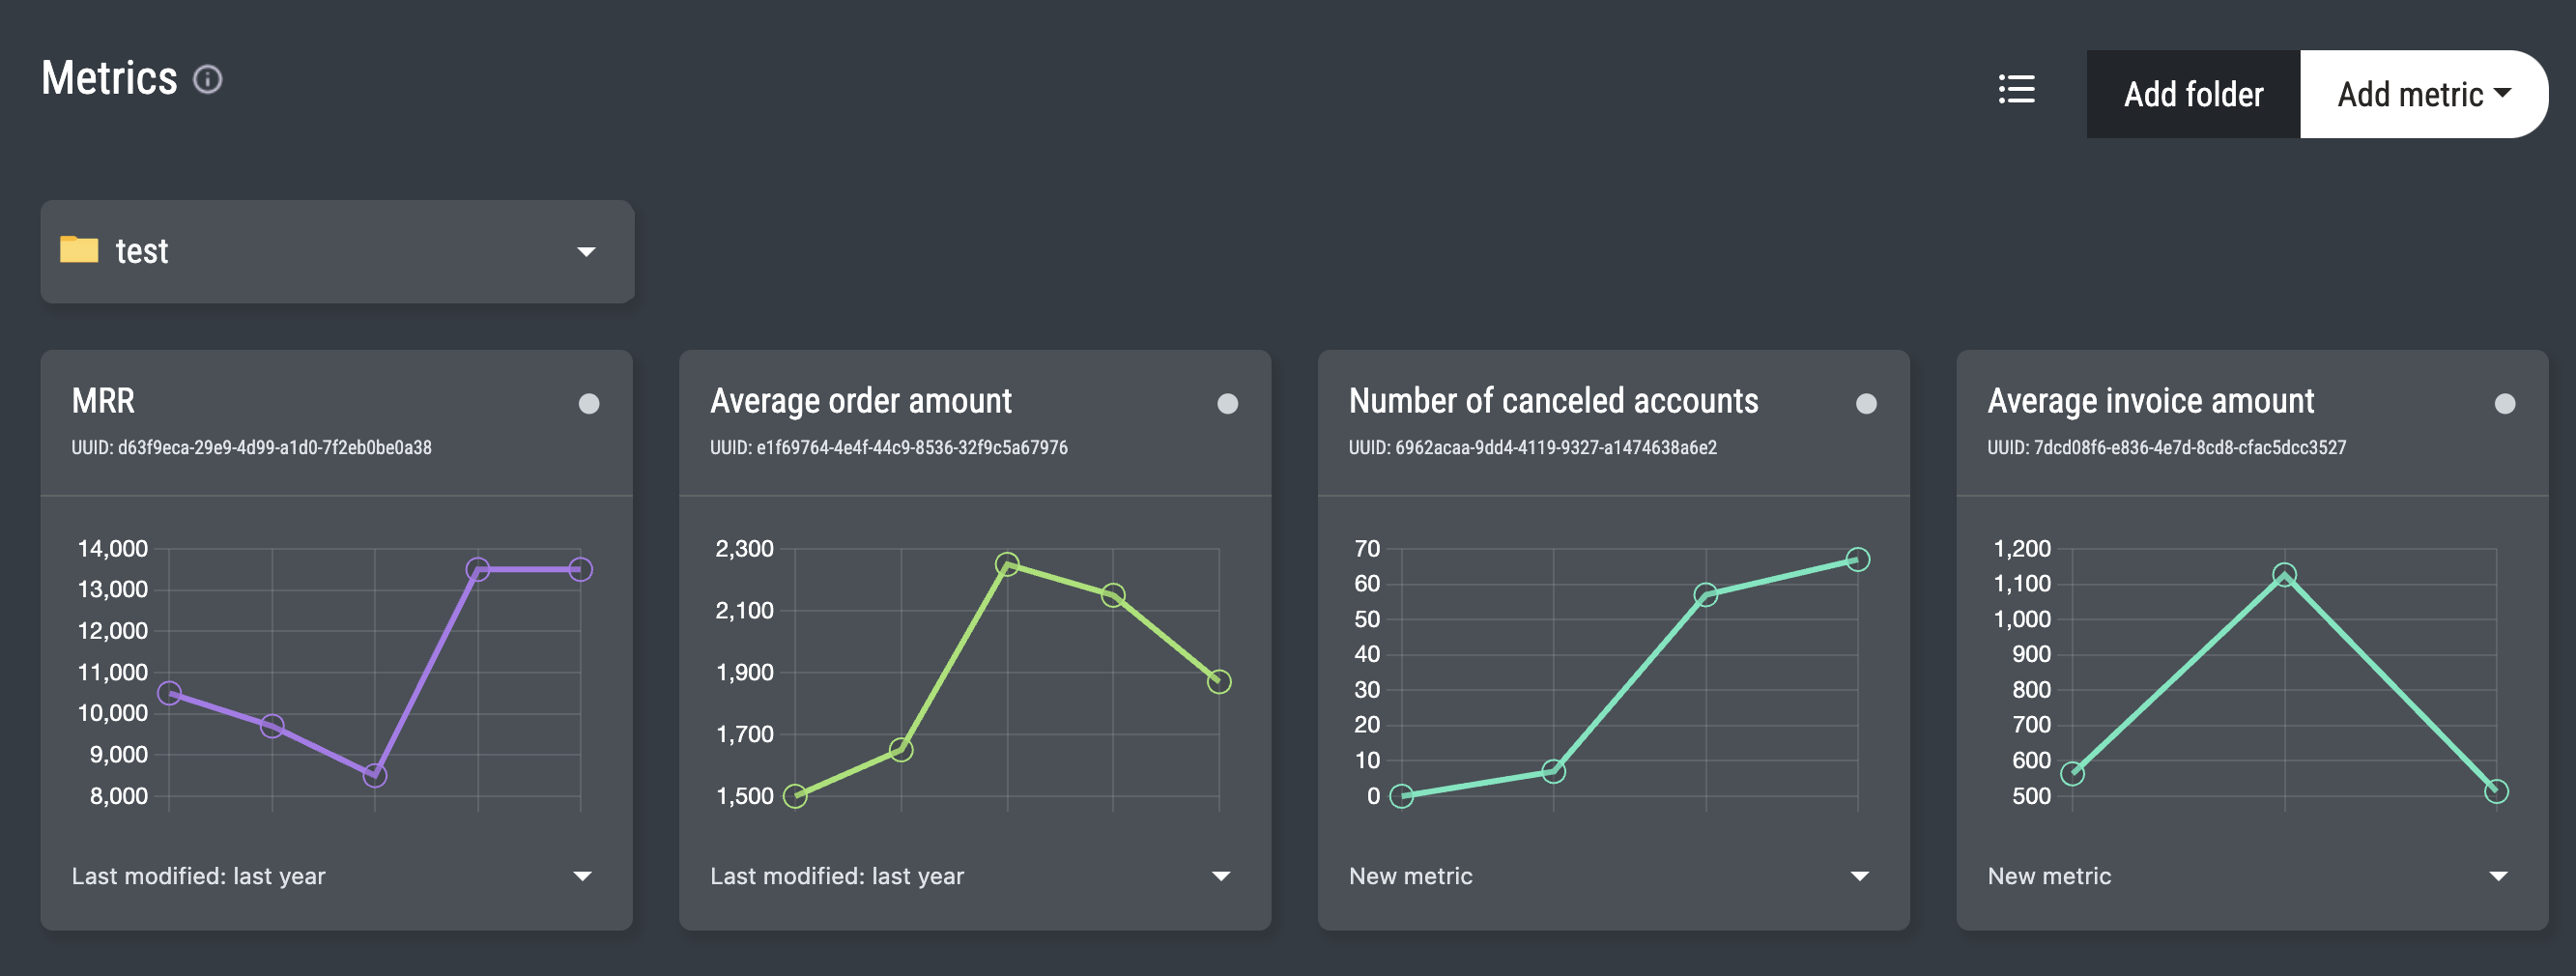 Metrics
Add folder
Add metric
test
MRR
UUID: d63f9eca-29e9-4d99-a1d0-7f2eb0be0a38
14,000
13,000
12,000
11,000
10,000
9,000
8,000
Last modified: last year
Average order amount
UUID: e1f69764-4e4f-44c9-8536-32f9c5a67976
2,300
2,100
1,900
1,700
1,500
Last modified: last year
Number of canceled accounts
UUID: 6962acaa-9dd4-4119-9327-a1474638a6e2
70
60
50
40
30
20
10
0
New metric
Average invoice amount
UUID: 7dcd08f6-e836-4e7d-8cd8-cfac5dcc3527
1,200
1,100
1,000
900
800
700
600
500
New metric